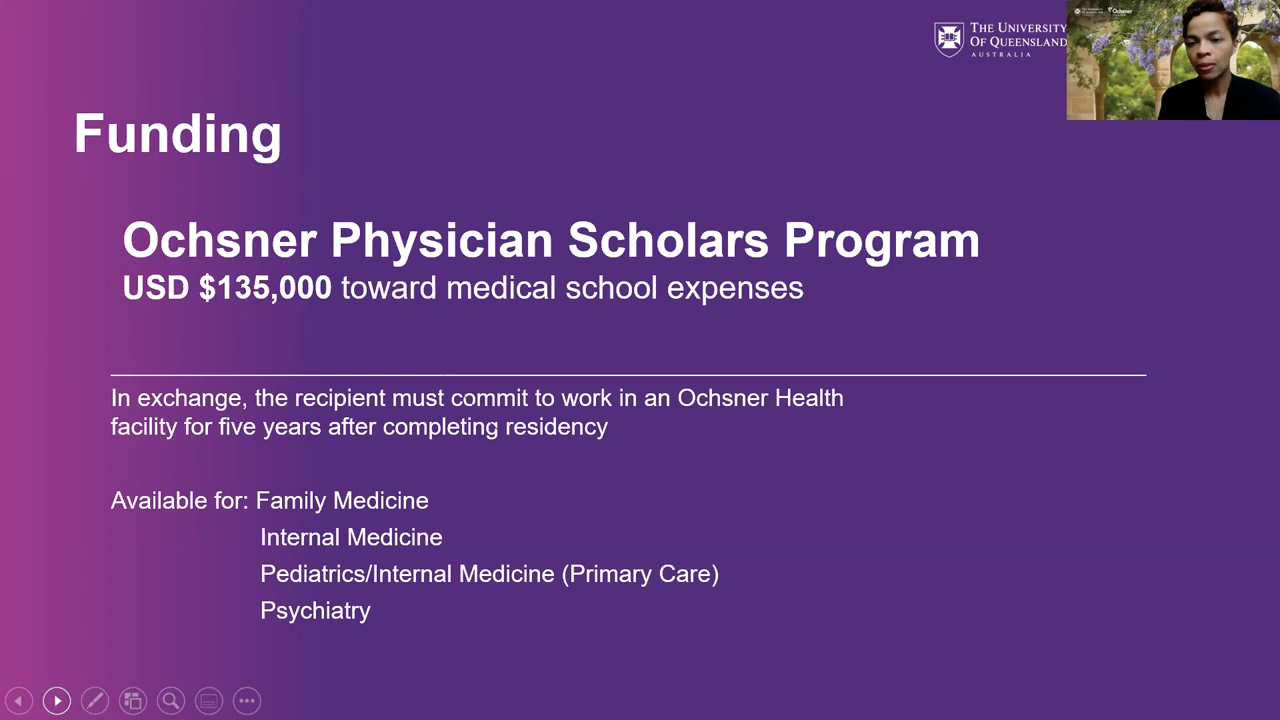 THE UNIVERSITY
OF QUEENSLAND
AUSTRALIA
Ochsner
Funding
Ochsner Physician Scholars Program
USD $135,000 toward medical school expenses
In exchange, the recipient must commit to work in an Ochsner Health
facility for five years after completing residency
Available for: Family Medicine
Internal Medicine
Pediatrics/Internal Medicine (Primary Care)
Psychiatry